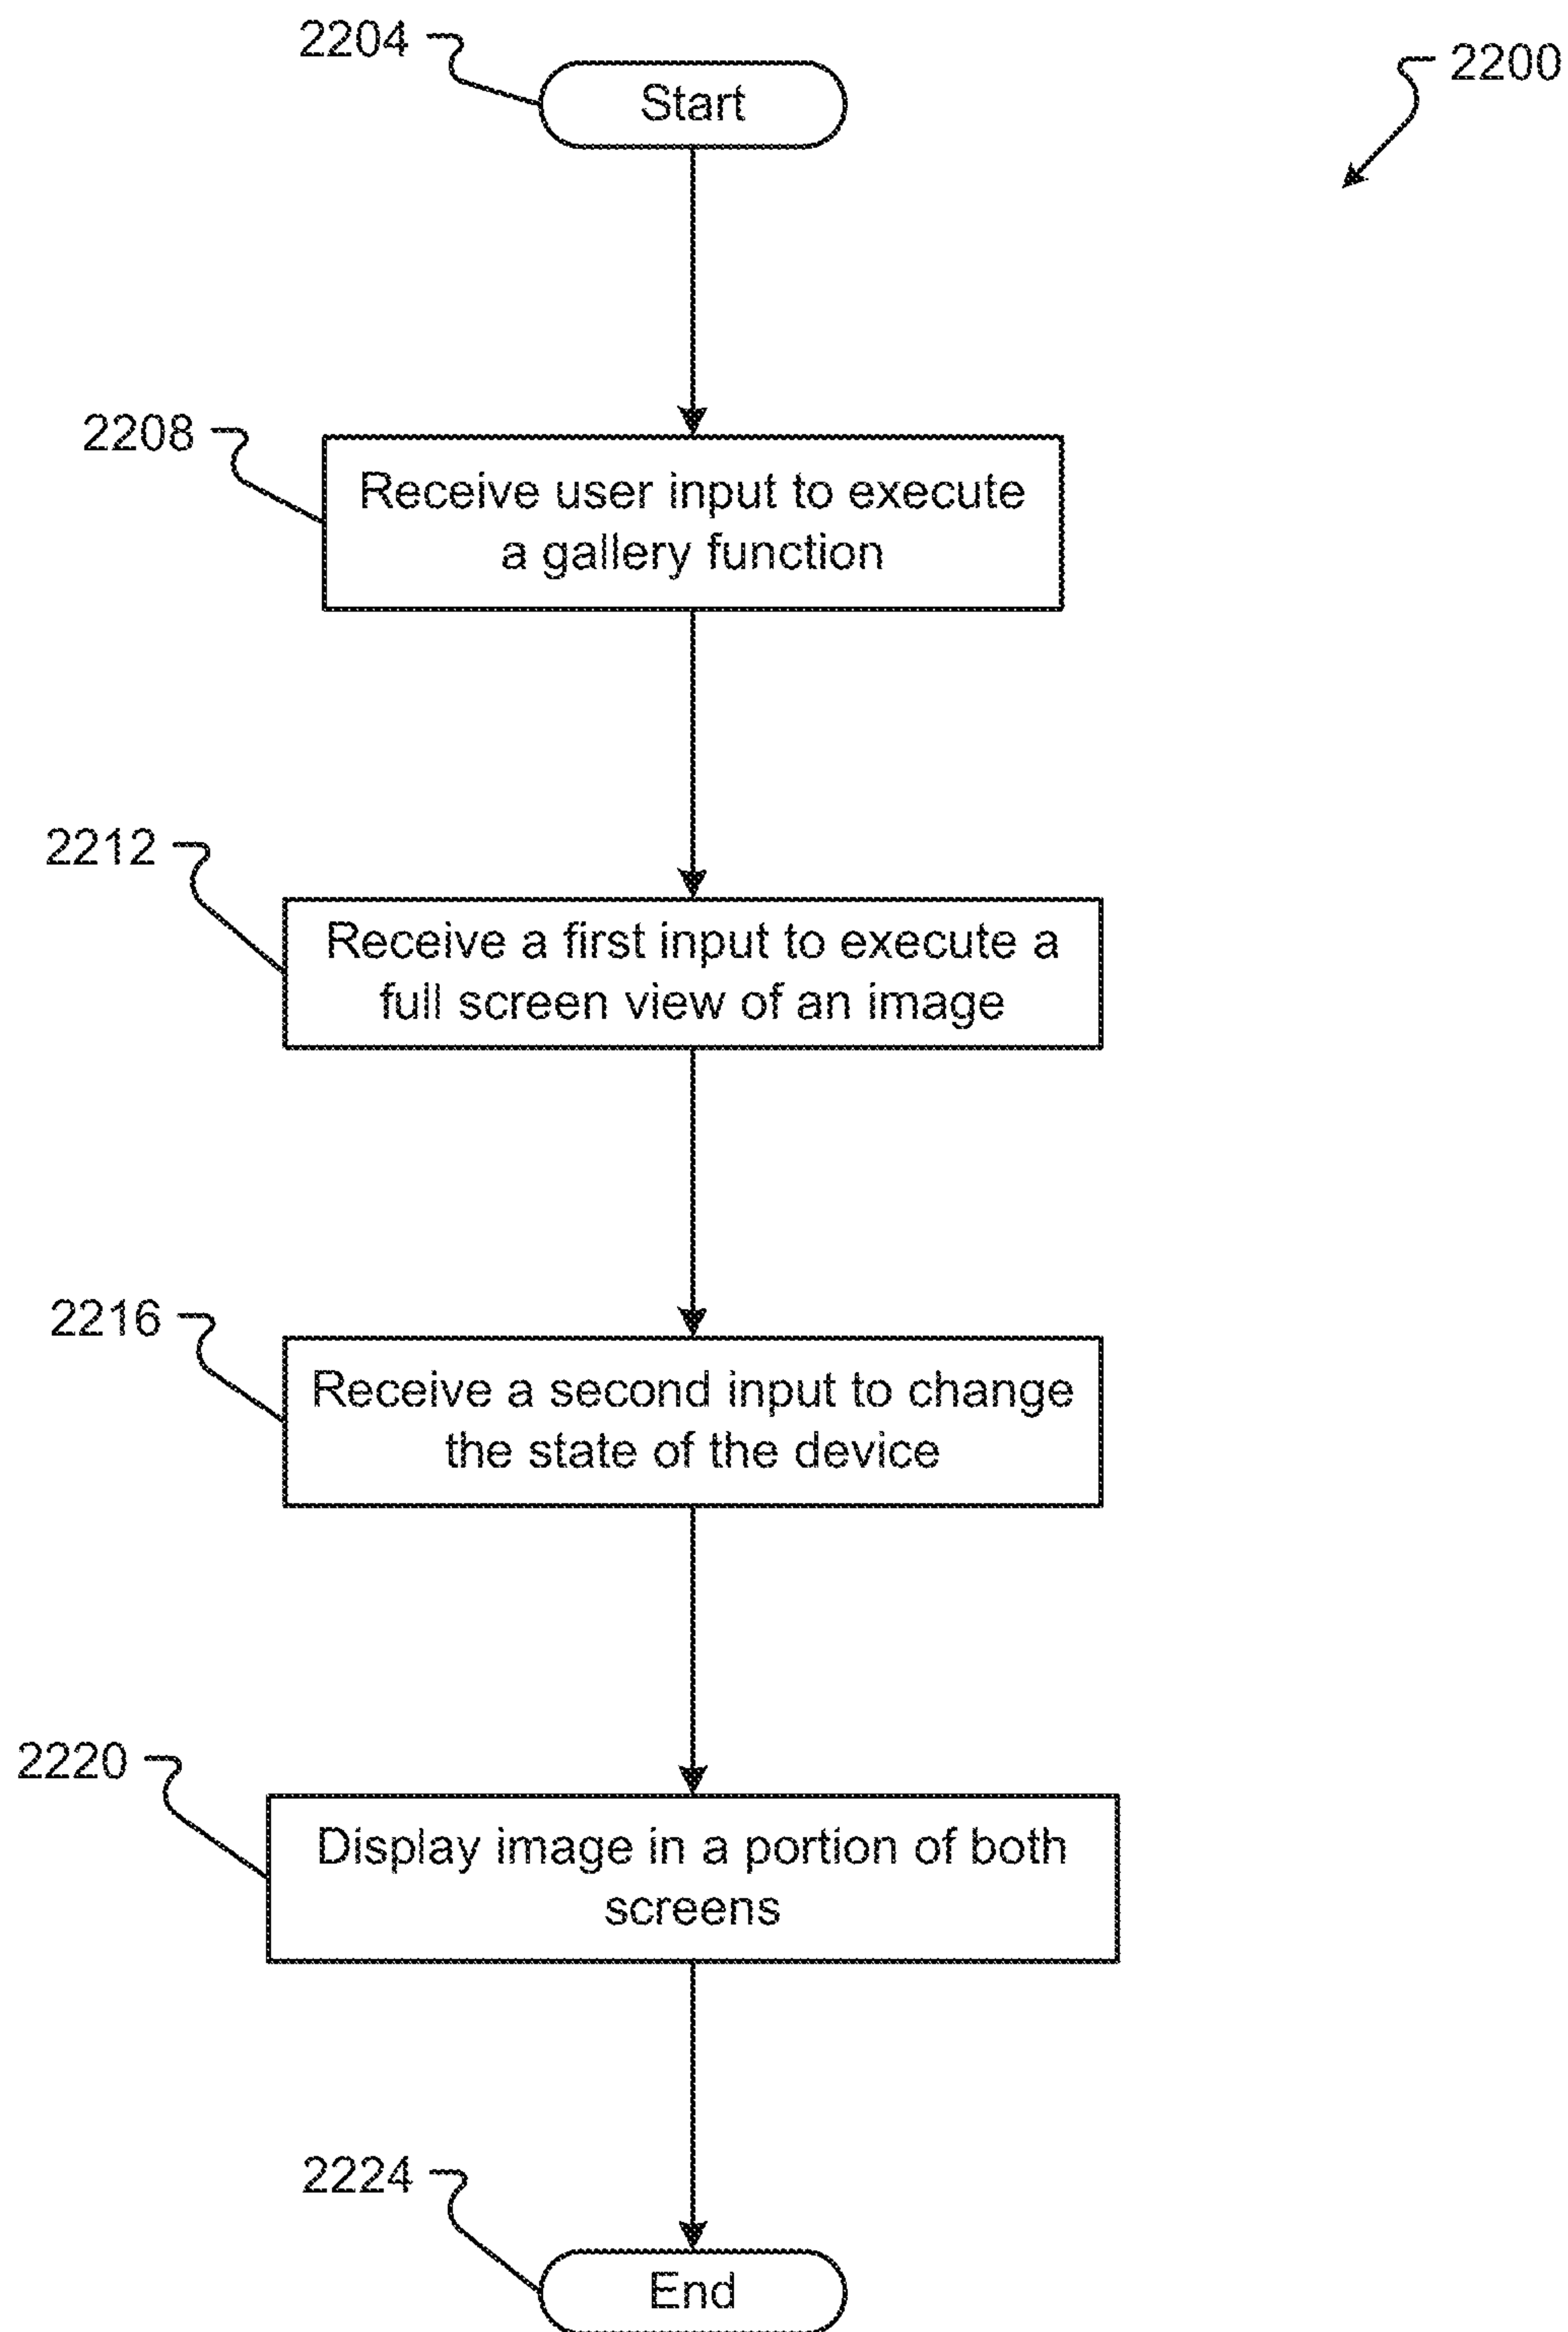 2204
Start
2200
2208
Receive user input to execute
a gallery function
2212
Receive a first input to execute a
full screen view of an image
2216
Receive a second input to change
the state of the device
2220
Display image in a portion of both
screens
2224
End